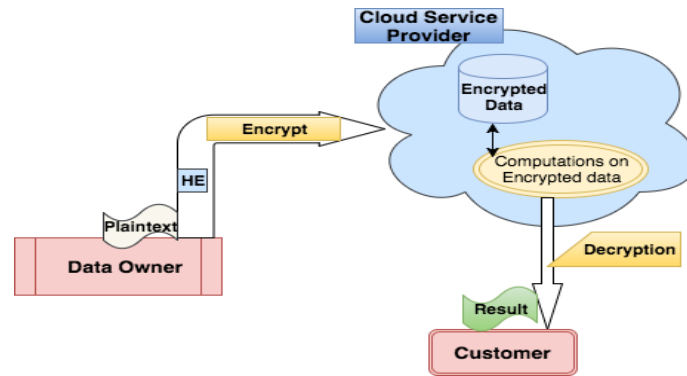 Cloud Service
Provider
Encrypted
Data
Encrypt
Computations on
Encrypted data
HE
Plaintext
Data Owner
Decryption
Result
Customer